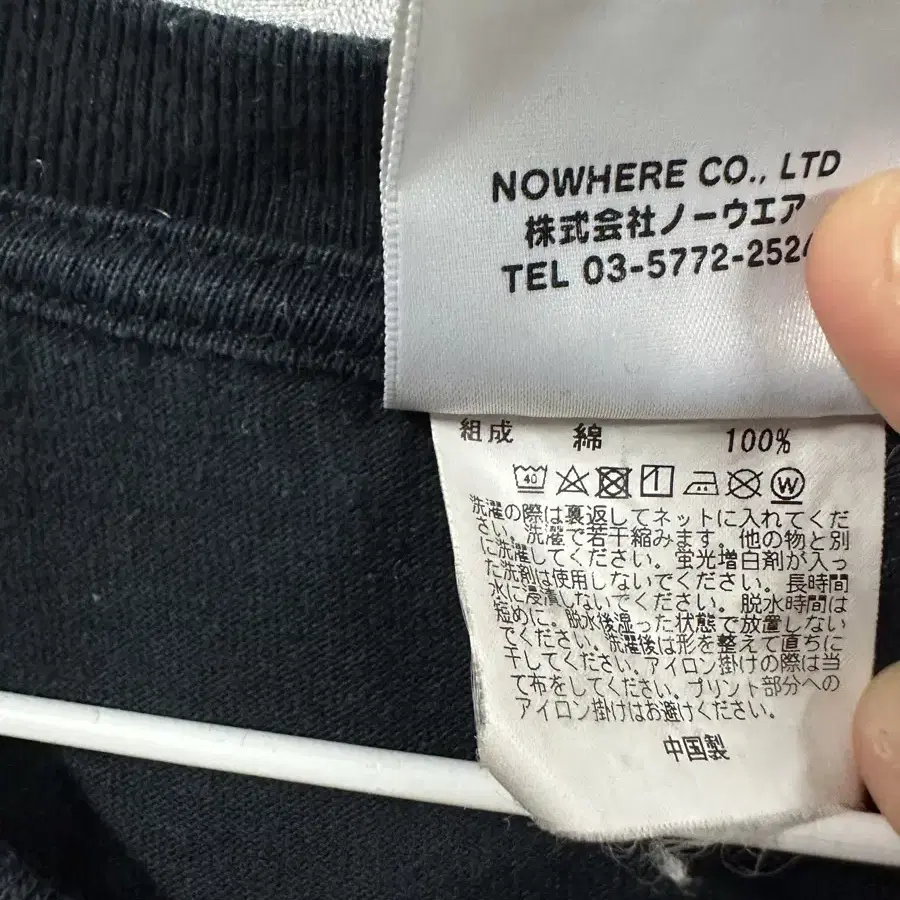 NOWHERE CO., LTD
株式会社ノーウエア
TEL 03-5772-252
組成 綿 100%
40 1 W
洗濯の際は裏返してネットに入れてくだ
さい。洗濯で若干縮みます。他の物と別
に洗濯してください。蛍光増白剤が入っ
た洗剤は使用しないでください。長時間
水に浸漬しないでください。脱水時間は
短めに。脱水後湿った状態で放置しない
でください。洗濯後は形を整えて直ちに
干してください。アイロン掛けの際は当
て布をしてください。プリント部分への
アイロン掛けはお避けください。
中国製